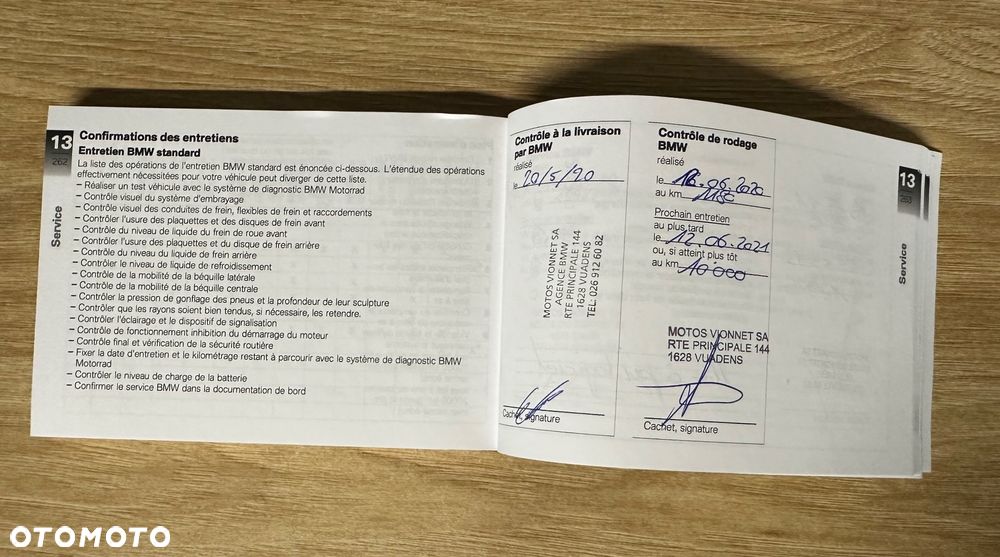 13
262
Service
Confirmations des entretiens
Entretien BMW standard
La liste des opérations de l'entretien BMW standard est énoncée ci-dessous. L'étendue des opérations
effectivement nécessitées pour votre véhicule peut diverger de cette liste.
– Réaliser un test véhicule avec le système de diagnostic BMW Motorrad
– Contrôle visuel du système d'embrayage
– Contrôle visuel des conduites de frein, flexibles de frein et raccordements
– Contrôler l'usure des plaquettes et des disques de frein avant
– Contrôle du niveau de liquide du frein de roue avant
– Contrôler l'usure des plaquettes et du disque de frein arrière
– Contrôle du niveau du liquide de frein arrière
– Contrôler le niveau de liquide de refroidissement
– Contrôle de la mobilité de la béquille latérale
– Contrôle de la mobilité de la béquille centrale
– Contrôler la pression de gonflage des pneus et la profondeur de leur sculpture
– Contrôler que les rayons soient bien tendus, si nécessaire, les retendre.
– Contrôler l'éclairage et le dispositif de signalisation
– Contrôle de fonctionnement inhibition du démarrage du moteur
– Contrôle final et vérification de la sécurité routière
– Fixer la date d'entretien et le kilométrage restant à parcourir avec le système de diagnostic BMW
Motorrad
– Contrôler le niveau de charge de la batterie
– Confirmer le service BMW dans la documentation de bord
Contrôle à la livraison
par BMW
réalisé
le 20/5/20
MOTOS VIONNET SA
AGENCE BMW
RTE PRINCIPALE 144
1628 VUADENS
TEL: 026 912 60 82
Cachet, signature
Contrôle de rodage
BMW
réalisé
le 12.06.2020
au km 1180
Prochain entretien
au plus tard
le 12.06.2021
ou, si atteint plus tôt
au km 10'000
MOTOS VIONNET SA
RTE PRINCIPALE 144
1628 VUADENS
Cachet, signature
13
263
Service
OTOMOTO